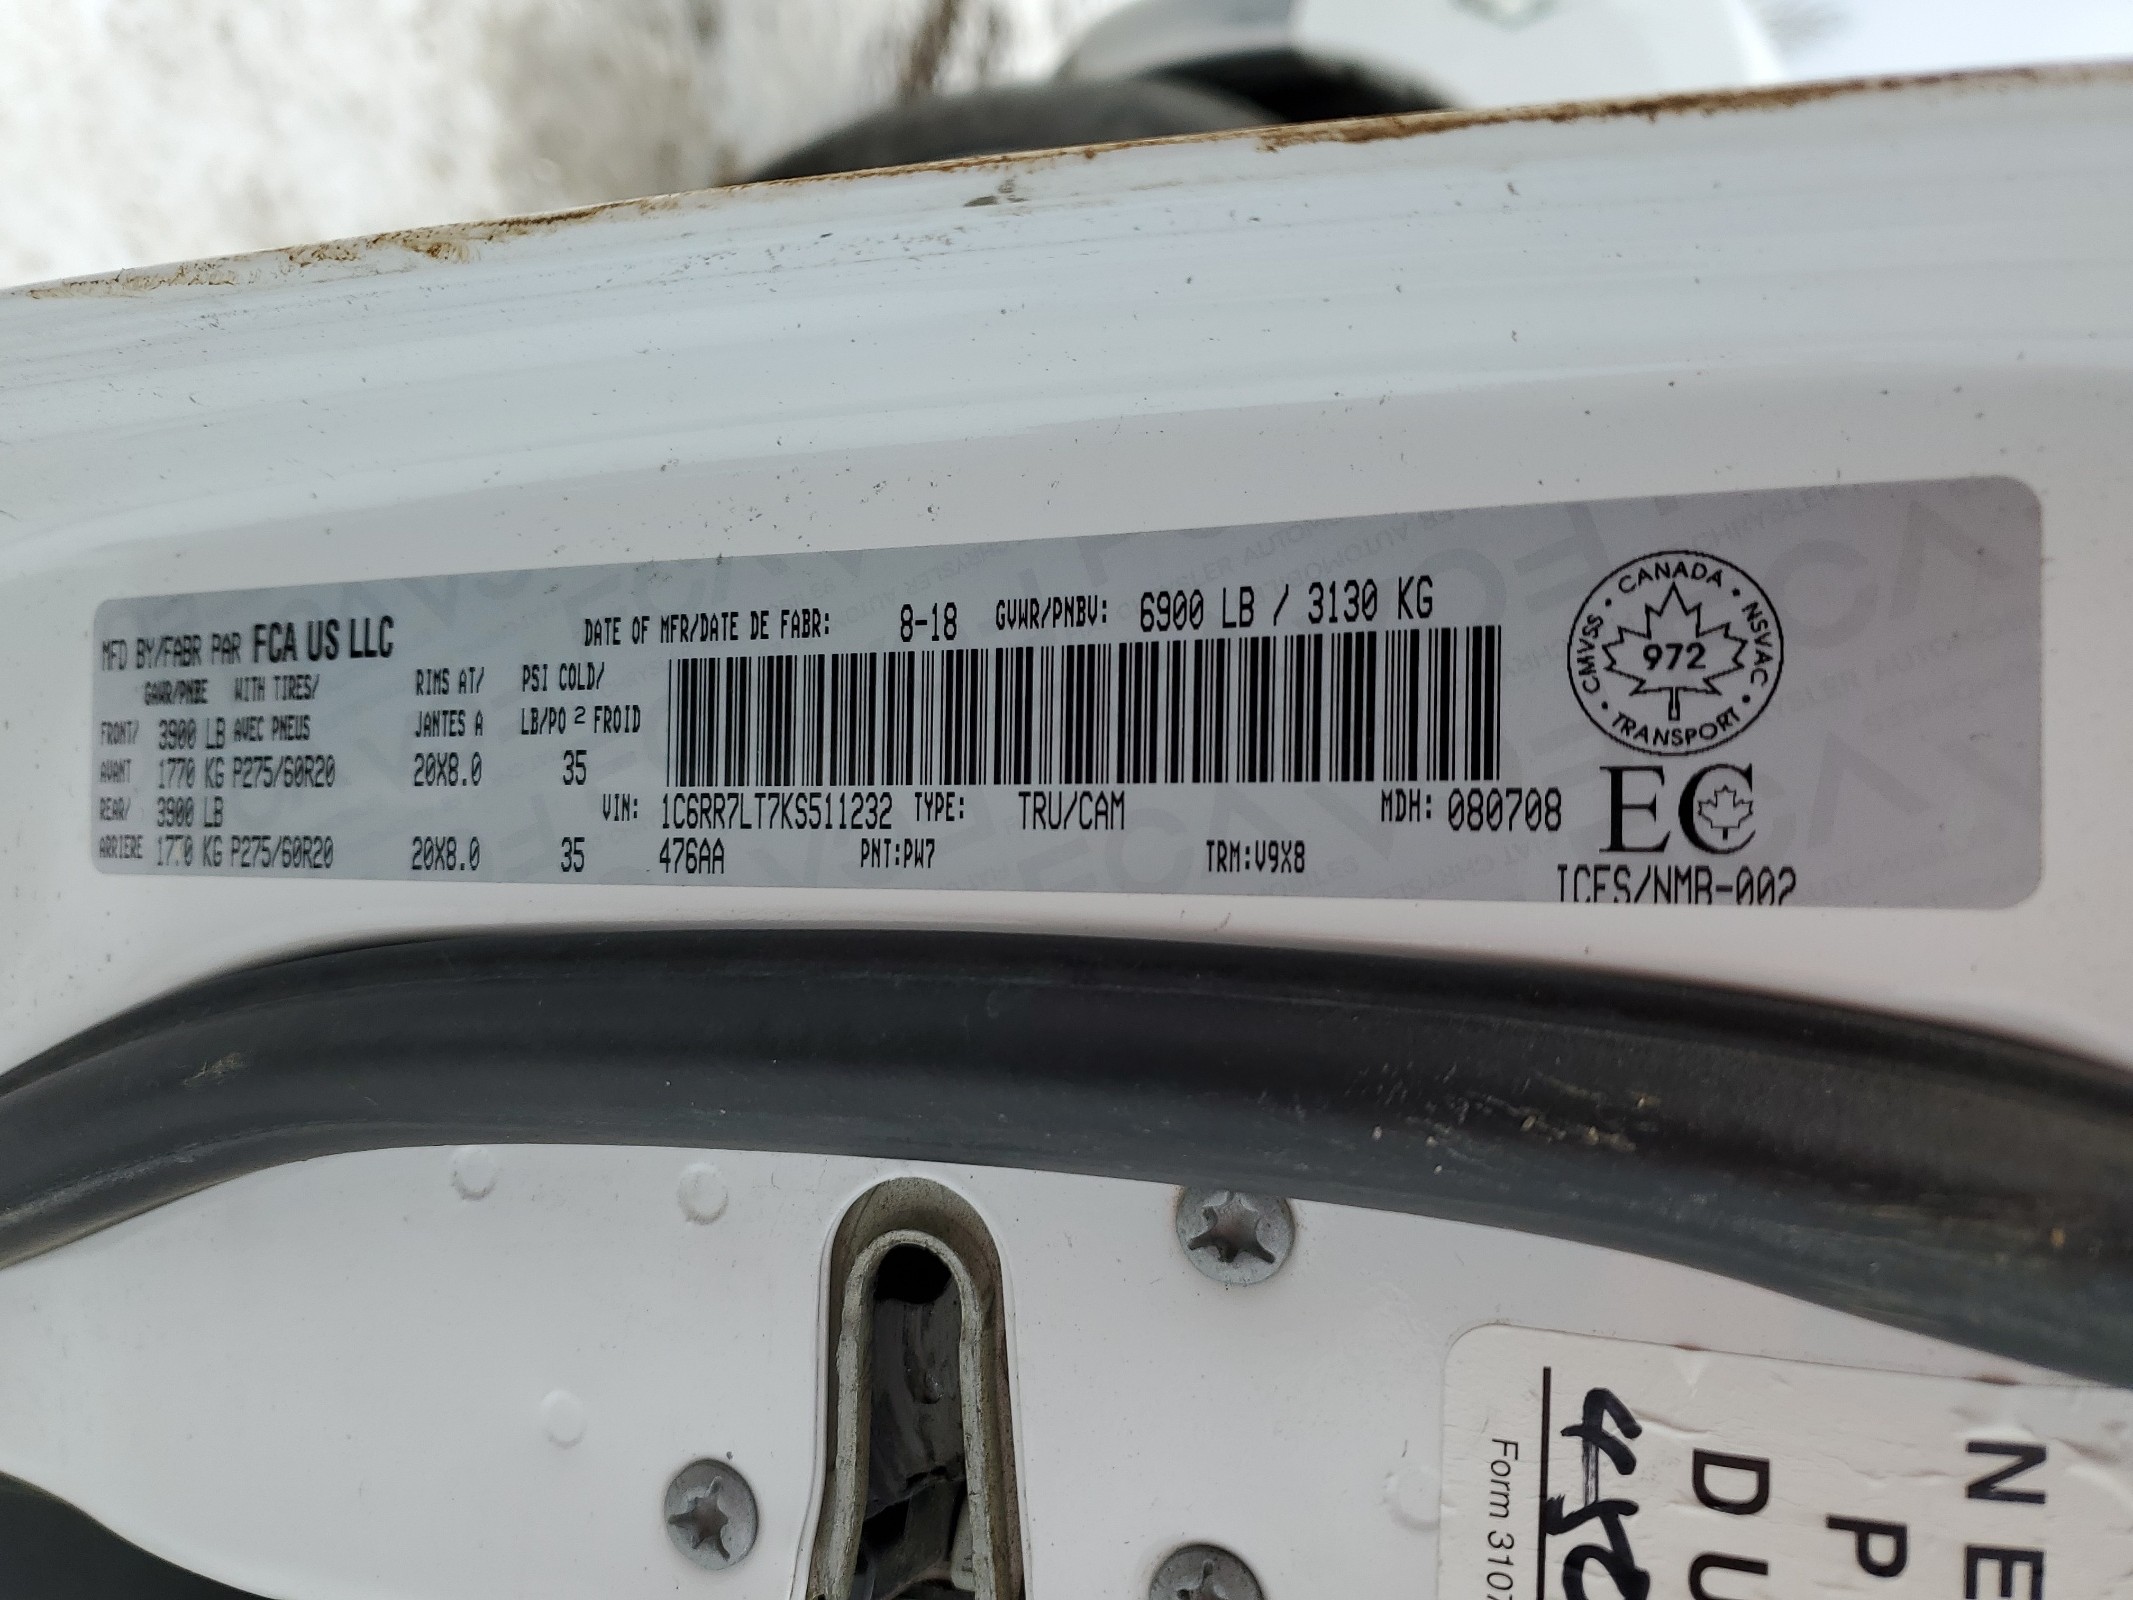 MFD BY/FABR PAR FCA US LLC DATE OF MFR/DATE DE FABR: 8-18 GVWR/PNBV: 6900 LB / 3130 KG
GAWR/PNBE WITH TIRES/ RIMS AT/ PSI COLD/
FRONT/ 3900 LB AVEC PNEUS JANTES A LB/PO 2 FROID
AVANT 1770 KG P275/60R20 20X8.0 35
REAR/ 3900 LB VIN: 1C6RR7LT7KS511232 TYPE: TRU/CAM MDH: 080708
ARRIERE 1770 KG P275/60R20 20X8.0 35 476AA PNT:PW7 TRM:V9X8
CANADA
NSVAC
TRANSPORT
CMVSS
972
EC
ICES/NMB-002
NE
P
DU
Form 3107